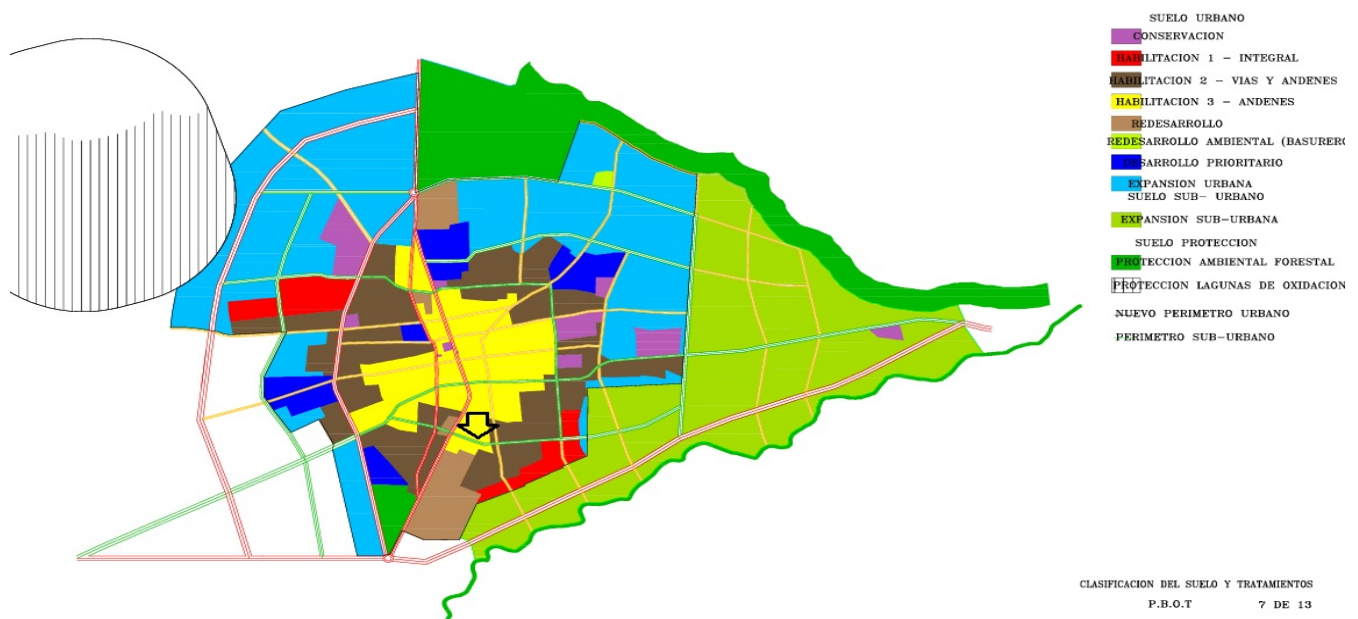 SUELO URBANO
CONSERVACION
HABILITACION 1 - INTEGRAL
HABILITACION 2 - VIAS Y ANDENES
HABILITACION 3 - ANDENES
REDESARROLLO
REDESARROLLO AMBIENTAL (BASURERO
DESARROLLO PRIORITARIO
EXPANSION URBANA
SUELO SUB- URBANO
EXPANSION SUB-URBANA
SUELO PROTECCION
PROTECCION AMBIENTAL FORESTAL
PROTECCION LAGUNAS DE OXIDACION
NUEVO PERIMETRO URBANO
PERIMETRO SUB-URBANO
CLASIFICACION DEL SUELO Y TRATAMIENTOS
P.B.O.T 7 DE 13